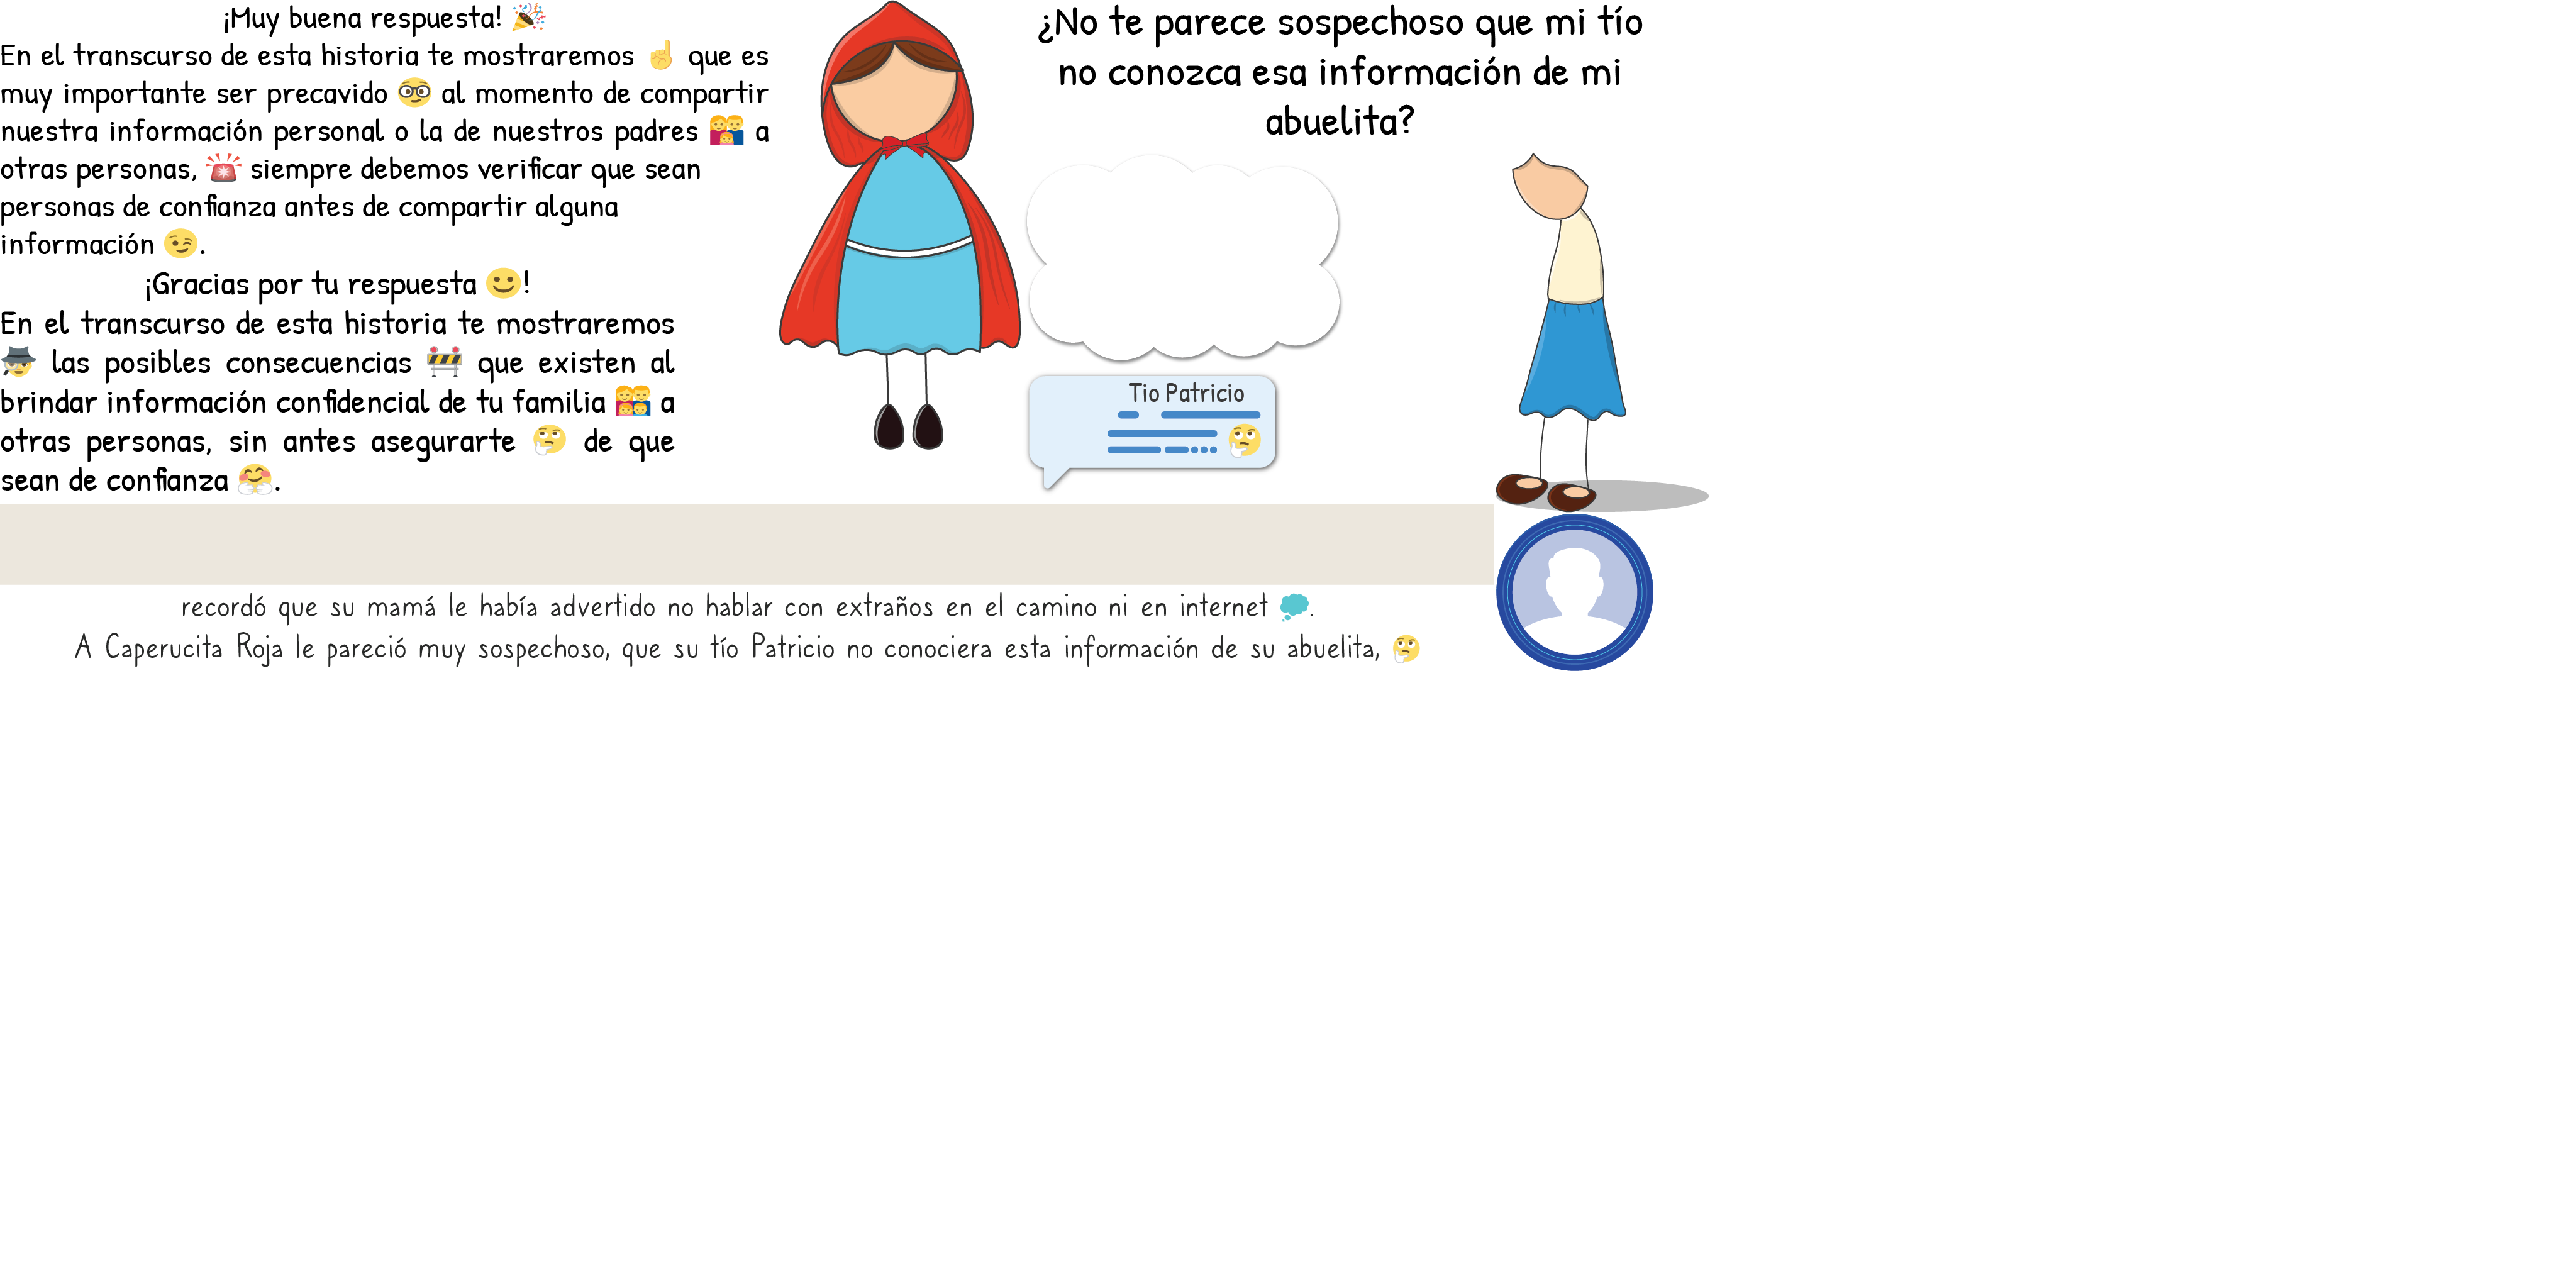 ¡Muy buena respuesta! 🎉
En el transcurso de esta historia te mostraremos ☝️ que es
muy importante ser precavido 🤓 al momento de compartir
nuestra información personal o la de nuestros padres 👨‍👩‍👧 a
otras personas, 🚨 siempre debemos verificar que sean
personas de confianza antes de compartir alguna
información 😉.
¡Gracias por tu respuesta 🙂!
En el transcurso de esta historia te mostraremos
🕵️ las posibles consecuencias 🚧 que existen al
brindar información confidencial de tu familia 👨‍👩‍👧‍👦 a
otras personas, sin antes asegurarte 🤔 de que
sean de confianza 🤗.
¿No te parece sospechoso que mi tío
no conozca esa información de mi
abuelita?
Tio Patricio
recordó que su mamá le había advertido no hablar con extraños en el camino ni en internet 💭.
A Caperucita Roja le pareció muy sospechoso, que su tío Patricio no conociera esta información de su abuelita, 🤔